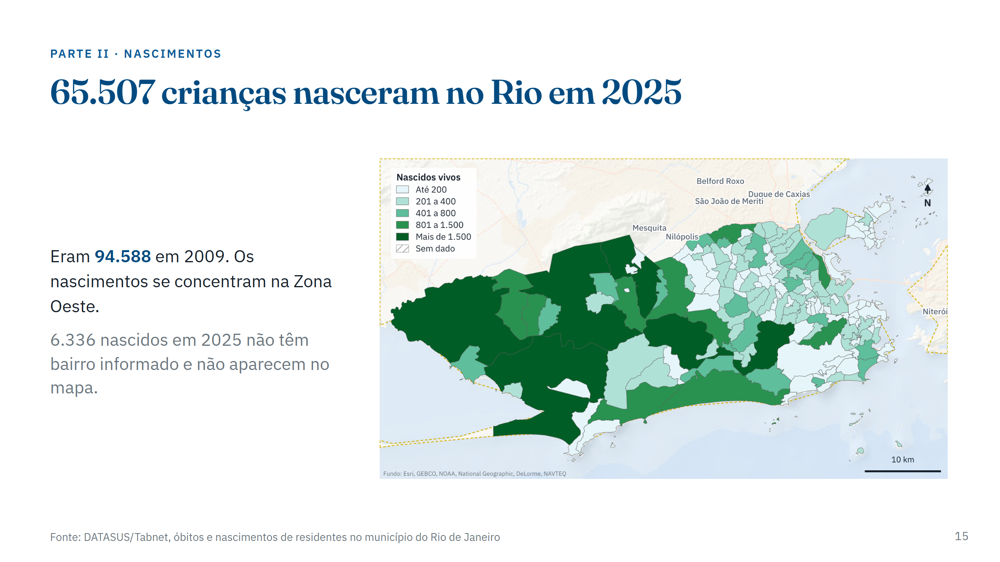 PARTE II · NASCIMENTOS
65.507 crianças nasceram no Rio em 2025
Eram 94.588 em 2009. Os
nascimentos se concentram na Zona
Oeste.
6.336 nascidos em 2025 não têm
bairro informado e não aparecem no
mapa.
Nascidos vivos
Até 200
201 a 400
401 a 800
801 a 1.500
Mais de 1.500
Sem dado
Belford Roxo
Duque de Caxias
São João de Meriti
Mesquita
Nilópolis
Niterói
N
10 km
Fundo: Esri, GEBCO, NOAA, National Geographic, DeLorme, NAVTEQ
Fonte: DATASUS/Tabnet, óbitos e nascimentos de residentes no município do Rio de Janeiro
15